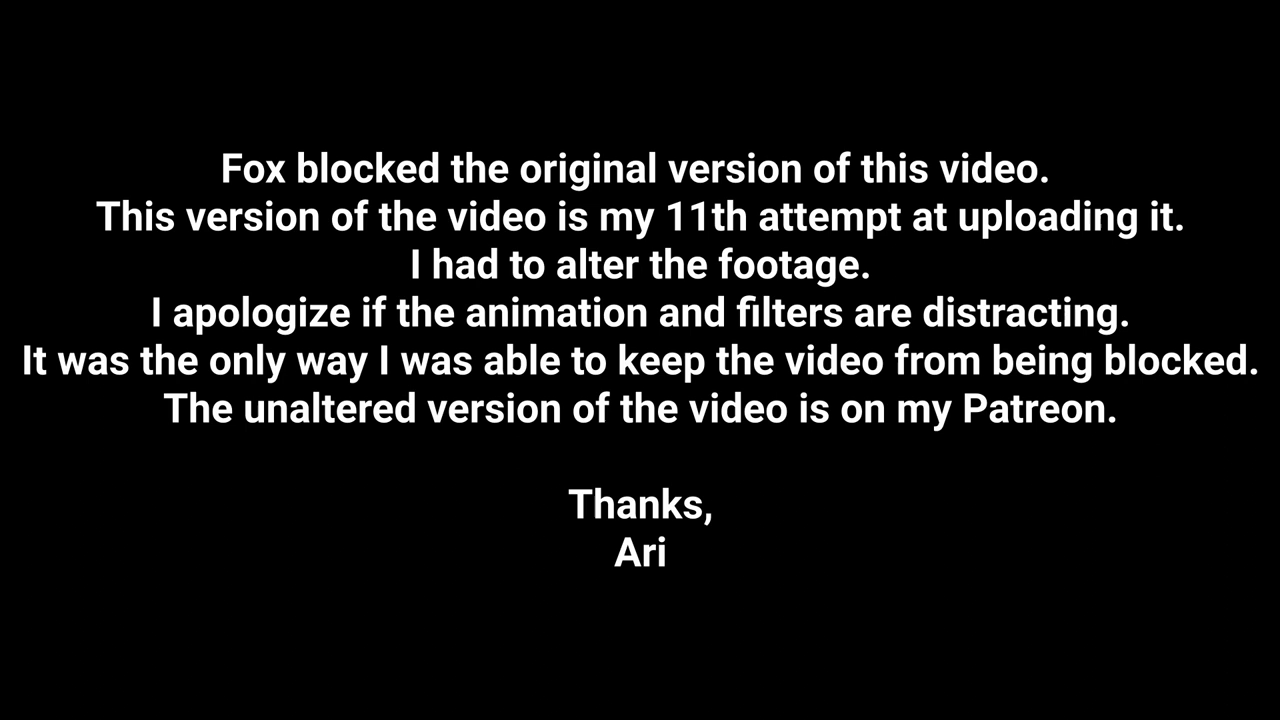 Fox blocked the original version of this video.
This version of the video is my 11th attempt at uploading it.
I had to alter the footage.
I apologize if the animation and filters are distracting.
It was the only way I was able to keep the video from being blocked.
The unaltered version of the video is on my Patreon.
Thanks,
Ari